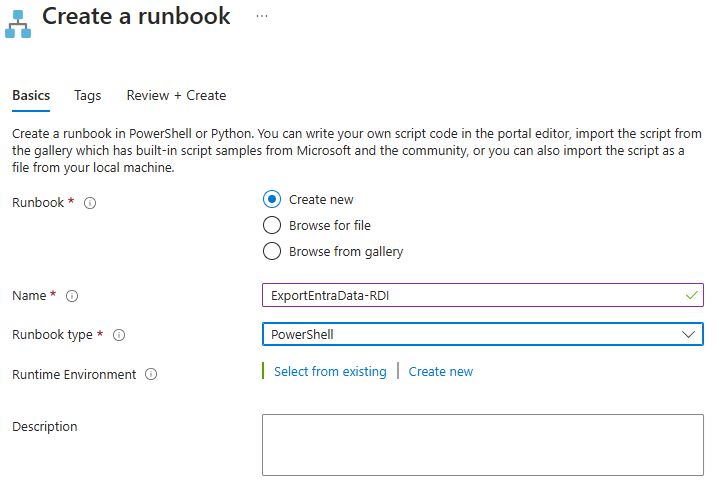 Create a runbook ...
Basics Tags Review + Create
Create a runbook in PowerShell or Python. You can write your own script code in the portal editor, import the script from
the gallery which has built-in script samples from Microsoft and the community, or you can also import the script as a
file from your local machine.
Runbook * Create new
Browse for file
Browse from gallery
Name * ExportEntraData-RDI
Runbook type * PowerShell
Runtime Environment Select from existing Create new
Description